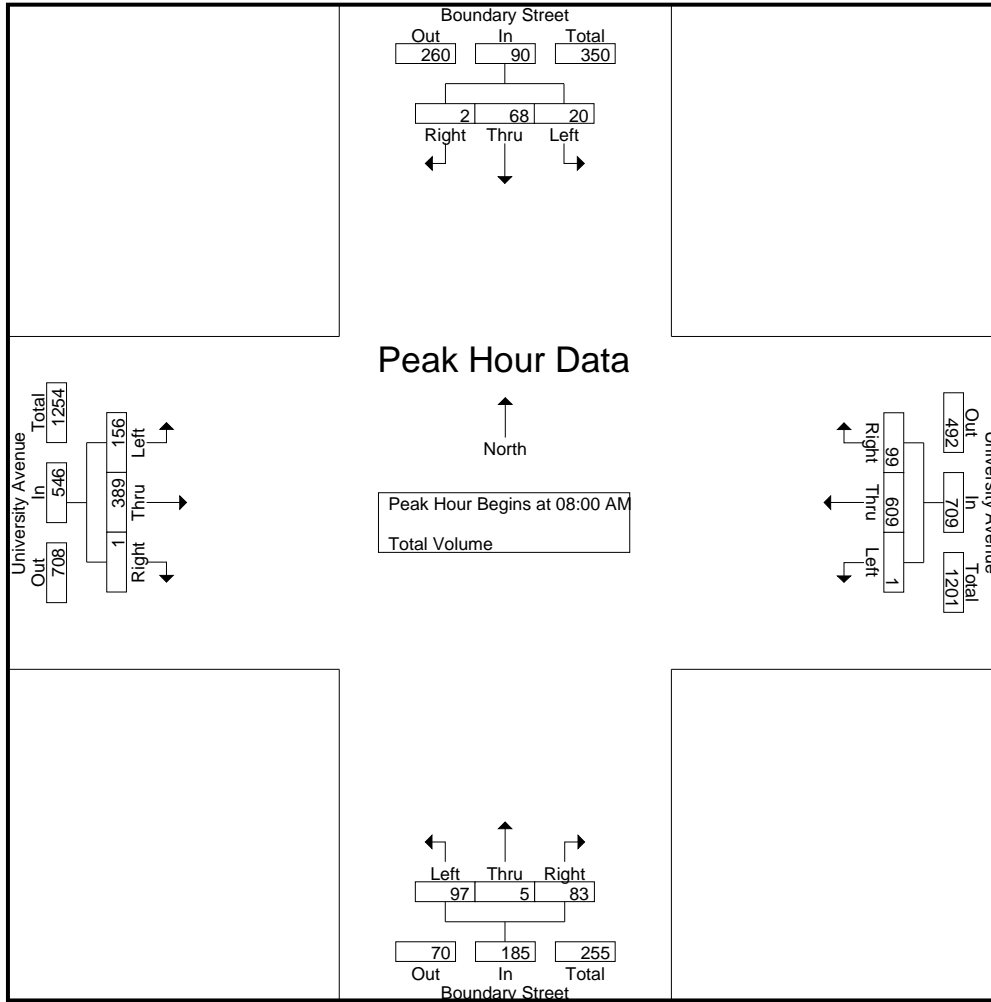 Boundary Street
Out In Total
260 90 350
2 68 20
Right Thru Left
Peak Hour Data
North
Peak Hour Begins at 08:00 AM
Total Volume
University Avenue
Out In Total
708 546 1254
1 389 156
Right Thru Left
University Avenue
Out In Total
492 709 1201
99 609 1
Right Thru Left
Left Thru Right
97 5 83
70 185 255
Out In Total
Boundary Street